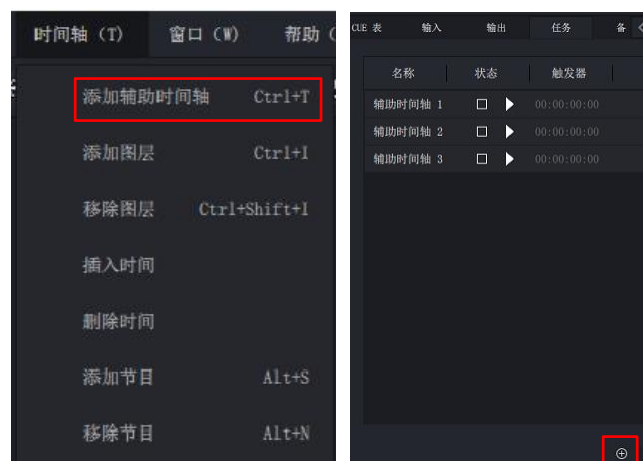 时间轴 (T) 窗口 (W) 帮助 (
添加辅助时间轴 Ctrl+T
添加图层 Ctrl+I
移除图层 Ctrl+Shift+I
插入时间
删除时间
添加节目 Alt+S
移除节目 Alt+N
CUE 表 输入 输出 任务 备
名称 状态 触发器
辅助时间轴 1 00:00:00:00
辅助时间轴 2 00:00:00:00
辅助时间轴 3 00:00:00:00